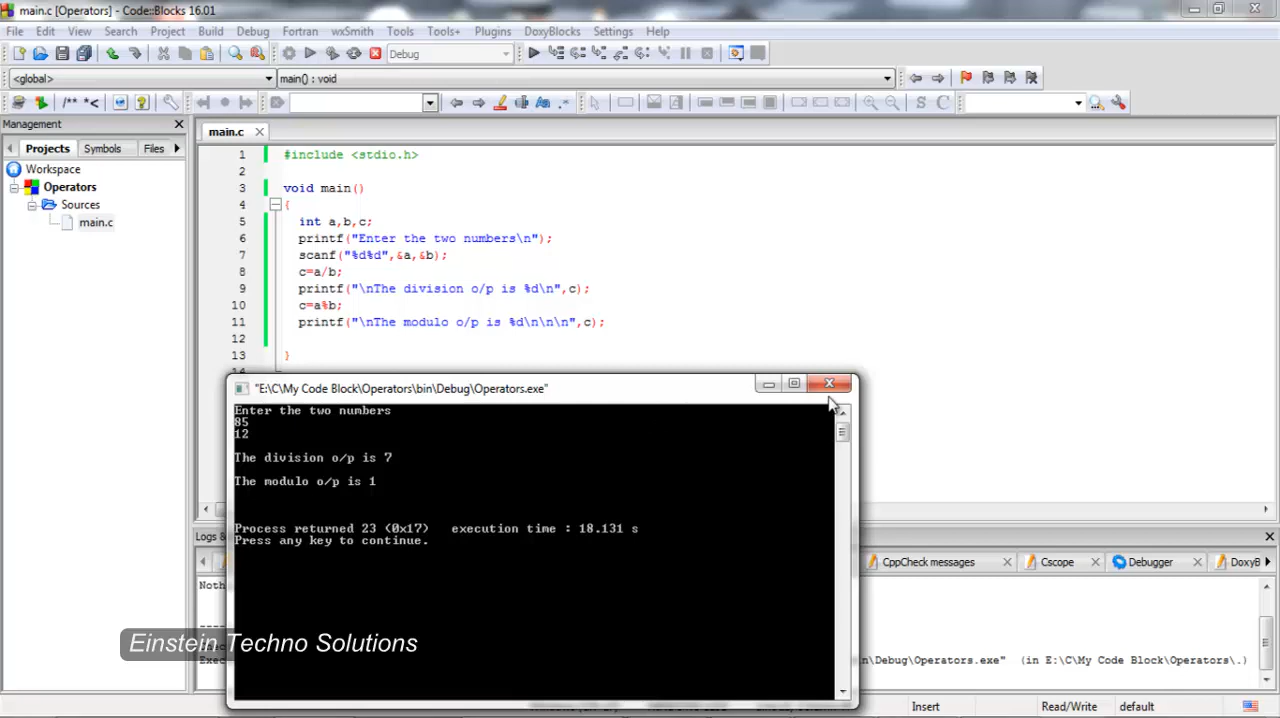 main.c [Operators] - Code::Blocks 16.01
File Edit View Search Project Build Debug Fortran wxSmith Tools Tools+ Plugins DoxyBlocks Settings Help
Debug
<global>
main() : void
/** *<
S C
Management
main.c
Projects Symbols Files
Workspace
Operators
Sources
main.c
1 #include <stdio.h>
2
3 void main()
4 {
5 int a,b,c;
6 printf("Enter the two numbers\n");
7 scanf("%d%d",&a,&b);
8 c=a/b;
9 printf("\nThe division o/p is %d\n",c);
10 c=a%b;
11 printf("\nThe modulo o/p is %d\n\n\n",c);
12
13 }
"E:\C\My Code Block\Operators\bin\Debug\Operators.exe"
Enter the two numbers
85
12
The division o/p is 7
The modulo o/p is 1
Process returned 23 (0x17) execution time : 18.131 s
Press any key to continue.
Logs &
CppCheck messages Cscope Debugger DoxyB
Noth
n\Debug\Operators.exe" (in E:\C\My Code Block\Operators\.)
Einstein Techno Solutions
Insert Read/Write default